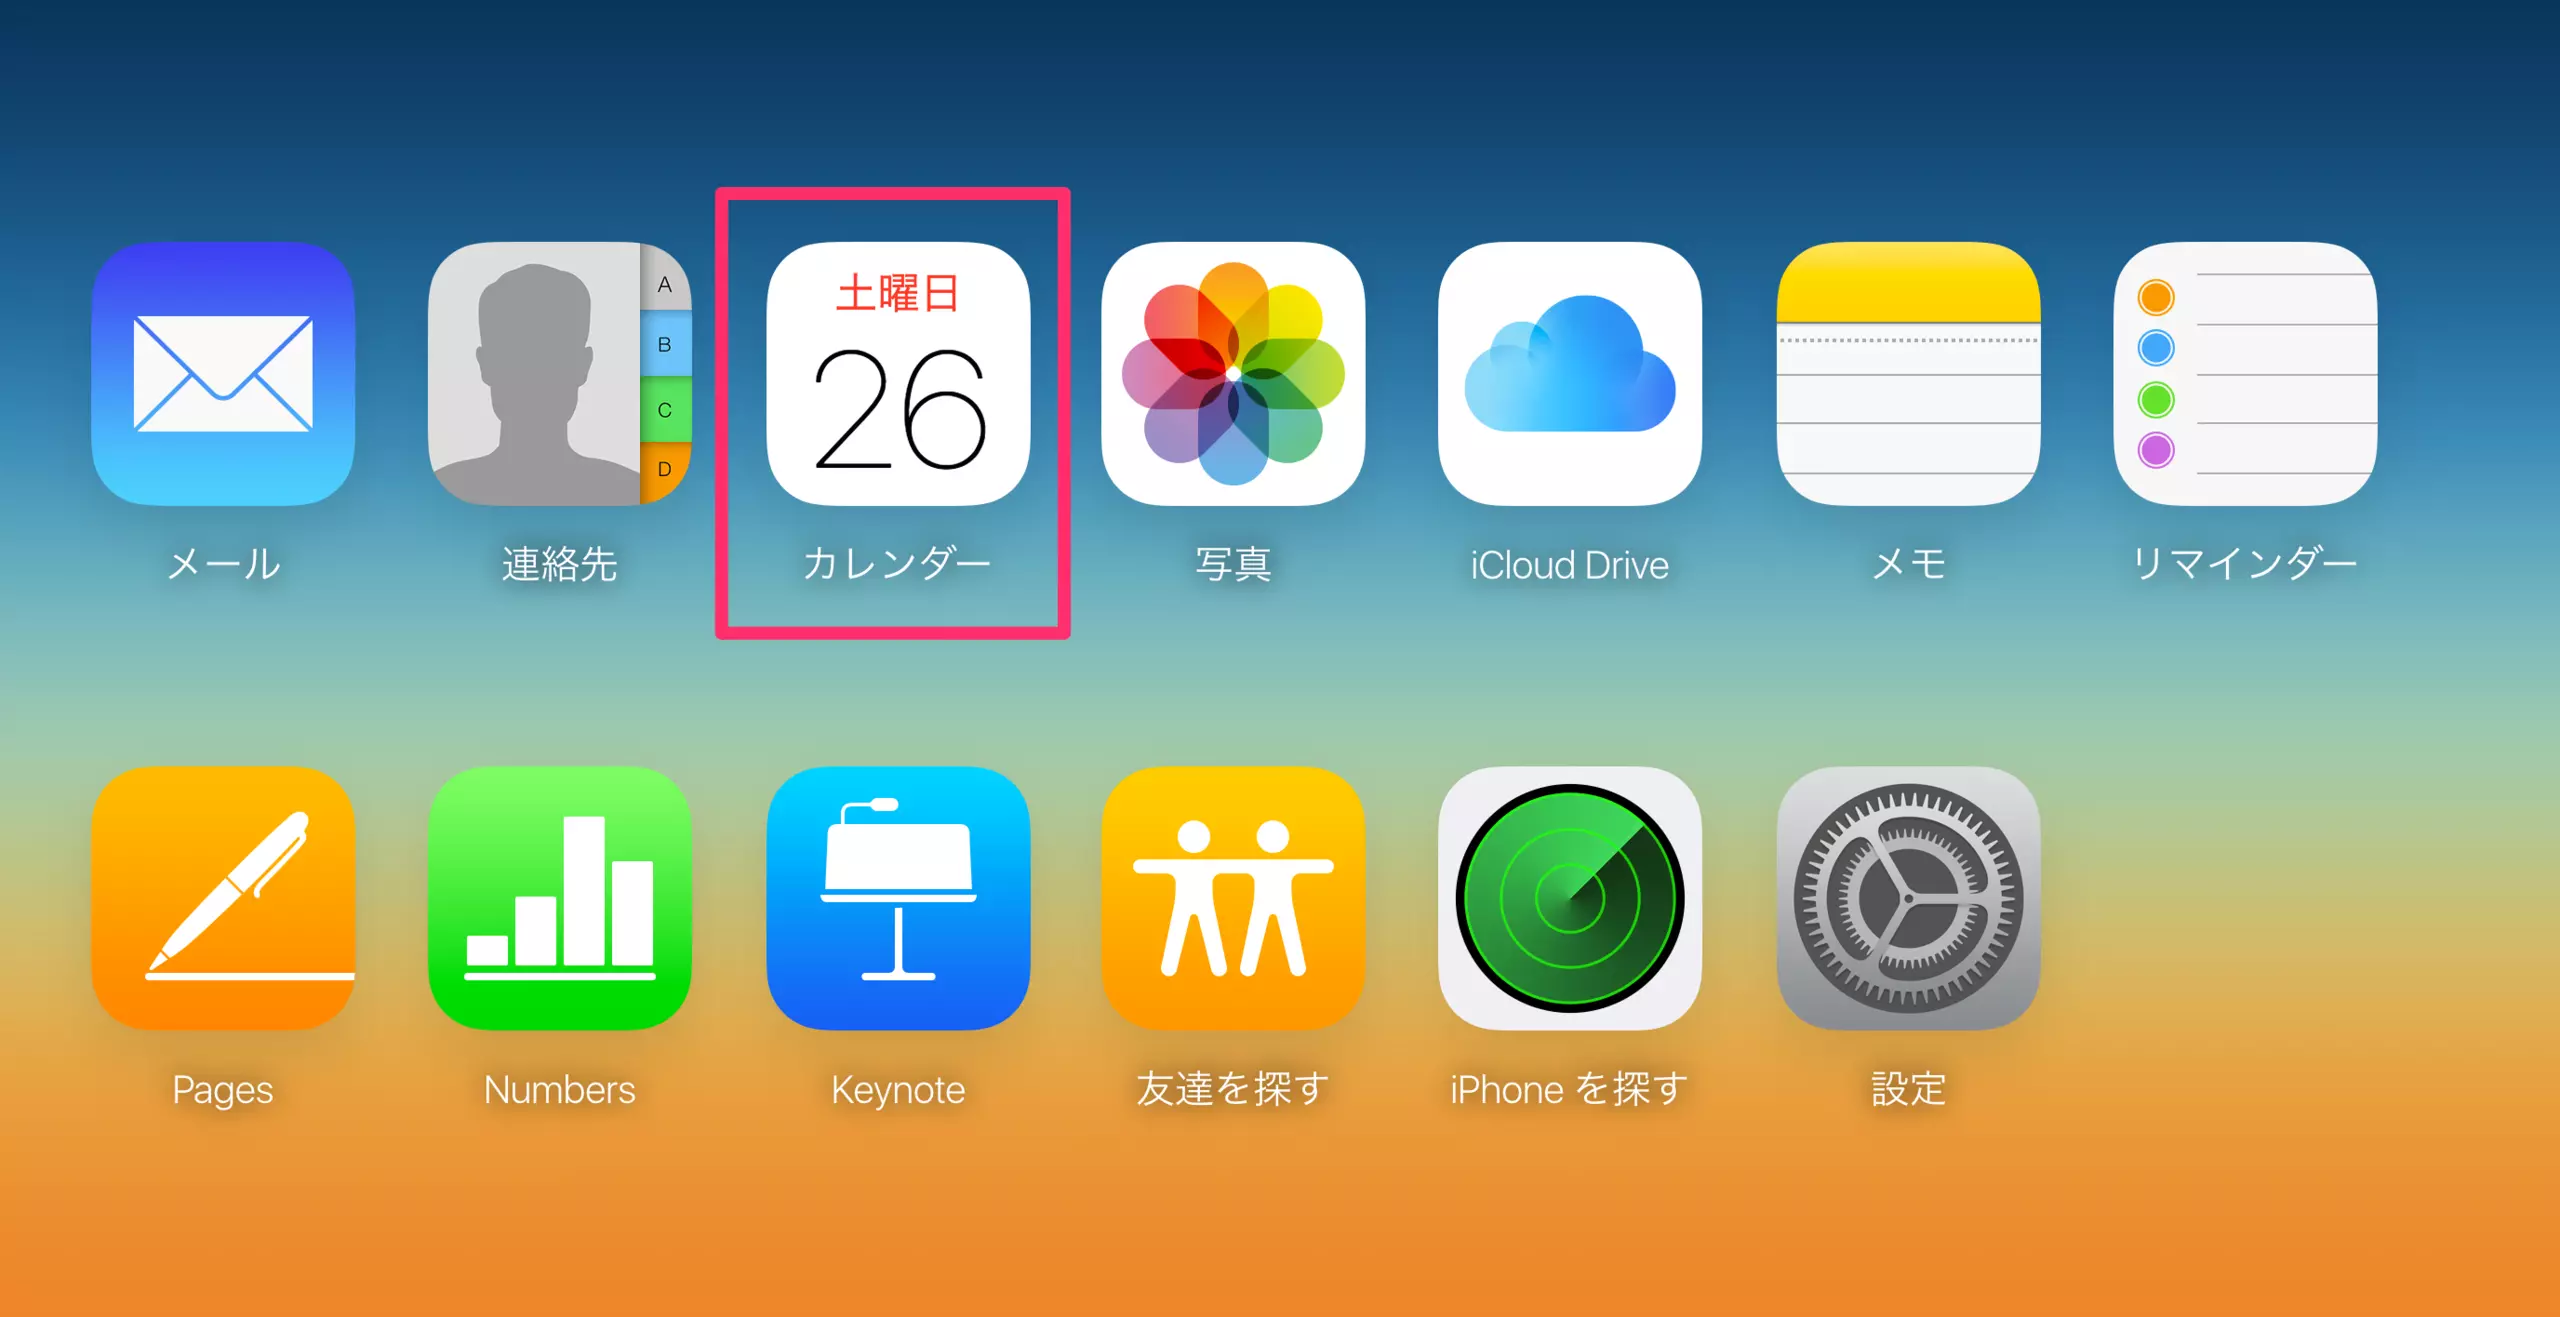 A
B
C
D
土曜日
26
メール
連絡先
カレンダー
写真
iCloud Drive
メモ
リマインダー
Pages
Numbers
Keynote
友達を探す
iPhone を探す
設定